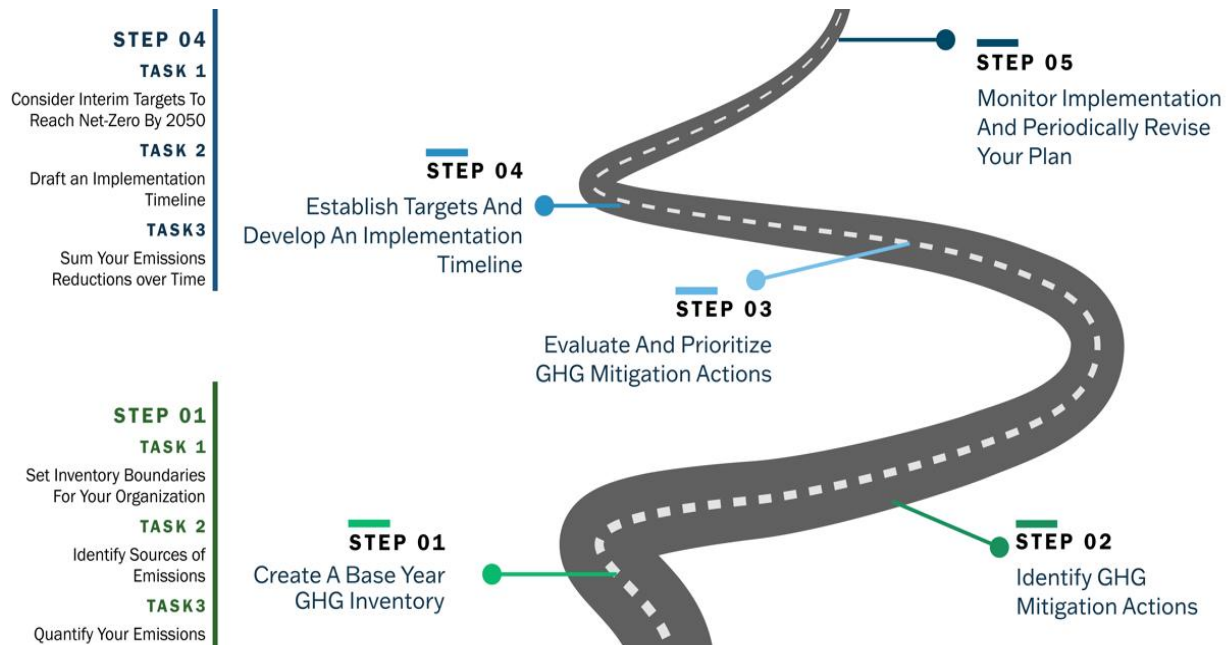 STEP 04
TASK 1
Consider Interim Targets To
Reach Net-Zero By 2050
TASK 2
Draft an Implementation
Timeline
TASK3
Sum Your Emissions
Reductions over Time
STEP 01
TASK 1
Set Inventory Boundaries
For Your Organization
TASK 2
Identify Sources of
Emissions
TASK3
Quantify Your Emissions
STEP 05
Monitor Implementation
And Periodically Revise
Your Plan
STEP 04
Establish Targets And
Develop An Implementation
Timeline
STEP 03
Evaluate And Prioritize
GHG Mitigation Actions
STEP 02
Identify GHG
Mitigation Actions
STEP 01
Create A Base Year
GHG Inventory